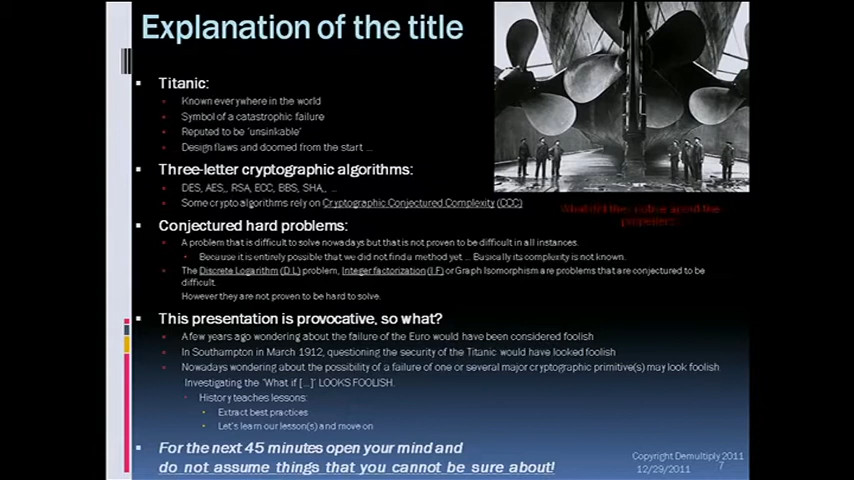 Explanation of the title
Titanic:
Known everywhere in the world
Symbol of a catastrophic failure
Reputed to be "unsinkable"
Design flaws and doomed from the start ...
Three-letter cryptographic algorithms:
DES, AES,, RSA, ECC, BBS, SHA,, ...
Some crypto algorithms rely on Cryptographic Conjectured Complexity (CCC)
Conjectured hard problems:
A problem that is difficult to solve nowadays but that is not proven to be difficult in all instances.
Because it is entirely possible that we did not find a method yet ... Basically its complexity is not known.
The Discrete Logarithm (D.L) problem, Integer factorization (I.F) or Graph Isomorphism are problems that are conjectured to be
difficult.
However they are not proven to be hard to solve.
This presentation is provocative, so what?
A few years ago wondering about the failure of the Euro would have been considered foolish
In Southampton in March 1912, questioning the security of the Titanic would have looked foolish
Nowadays wondering about the possibility of a failure of one or several major cryptographic primitive(s) may look foolish
Investigating the "What if [...]" LOOKS FOOLISH.
History teaches lessons:
Extract best practices
Let's learn our lesson(s) and move on
For the next 45 minutes open your mind and
do not assume things that you cannot be sure about!
Copyright Demultiply 2011
12/29/2011
7